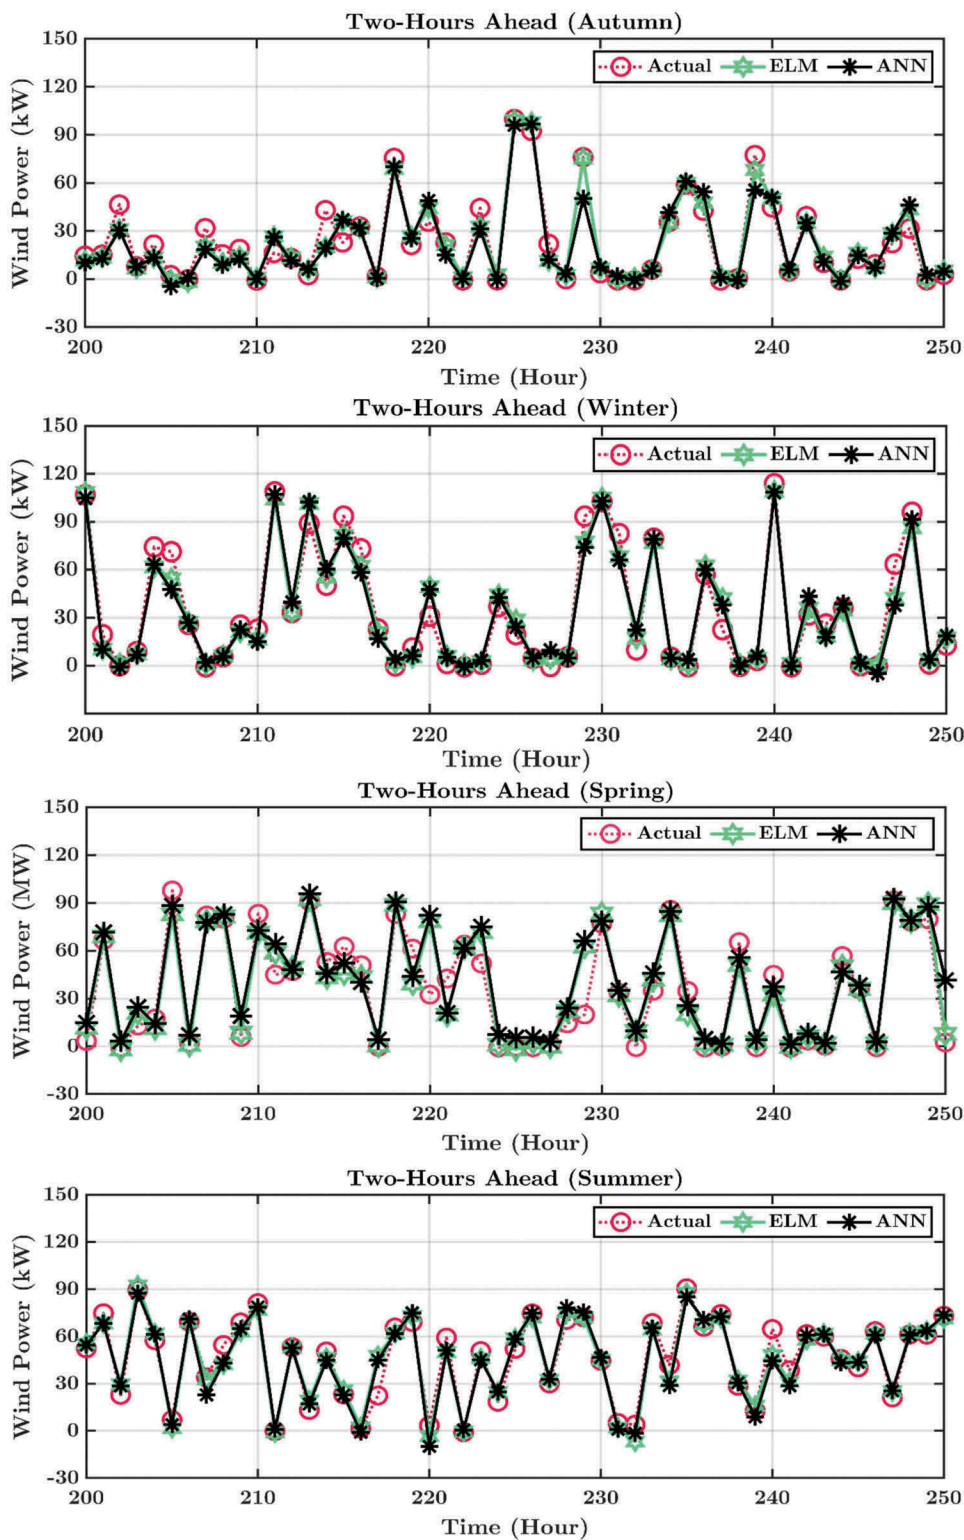 Two-Hours Ahead (Autumn)
Wind Power (kW)
150
120
90
60
30
0
-30
Actual ELM ANN
200 210 220 230 240 250
Time (Hour)
Two-Hours Ahead (Winter)
Wind Power (kW)
150
120
90
60
30
0
Actual ELM ANN
200 210 220 230 240 250
Time (Hour)
Two-Hours Ahead (Spring)
Wind Power (MW)
150
120
90
60
30
0
-30
Actual ELM ANN
200 210 220 230 240 250
Time (Hour)
Two-Hours Ahead (Summer)
Wind Power (kW)
150
120
90
60
30
0
-30
Actual ELM ANN
200 210 220 230 240 250
Time (Hour)